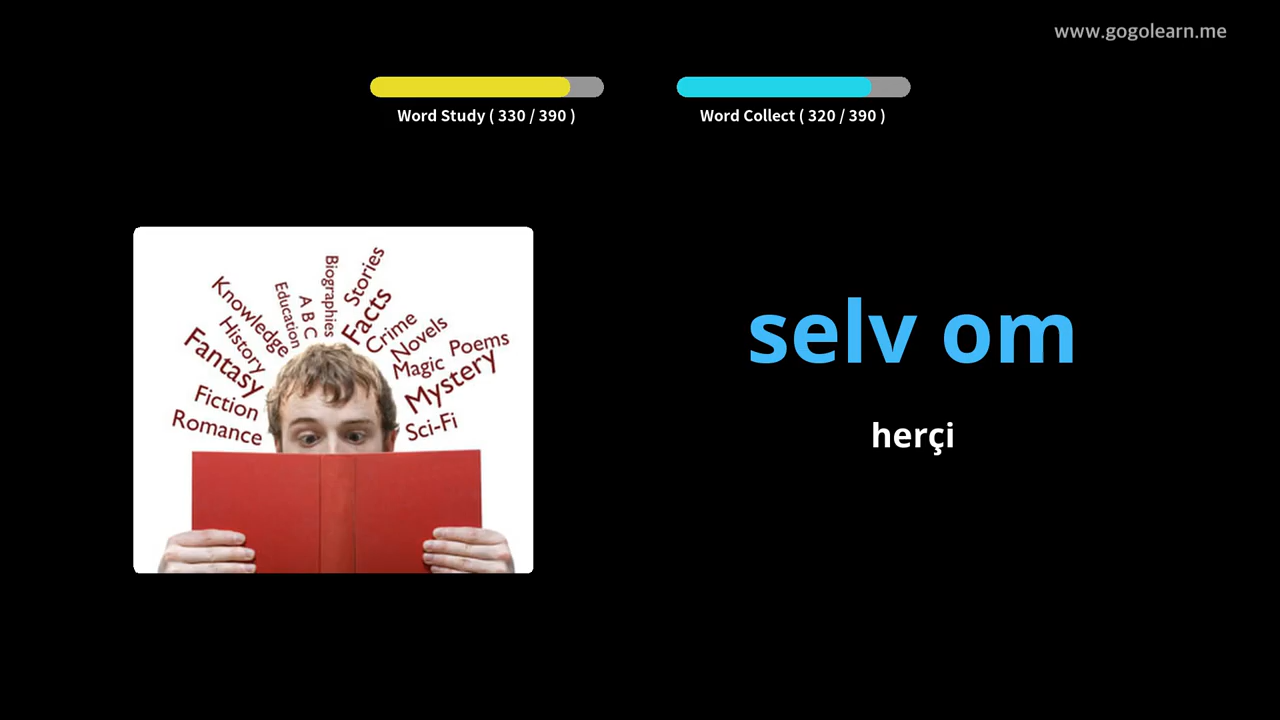 www.gogolearn.me
Word Study ( 330 / 390 )
Word Collect ( 320 / 390 )
Stories
Biographies
Education
A B C
Facts
Knowledge
Crime
Novels
History
Poems
Fantasy
Magic
Mystery
Fiction
Romance
Sci-Fi
selv om
herçi